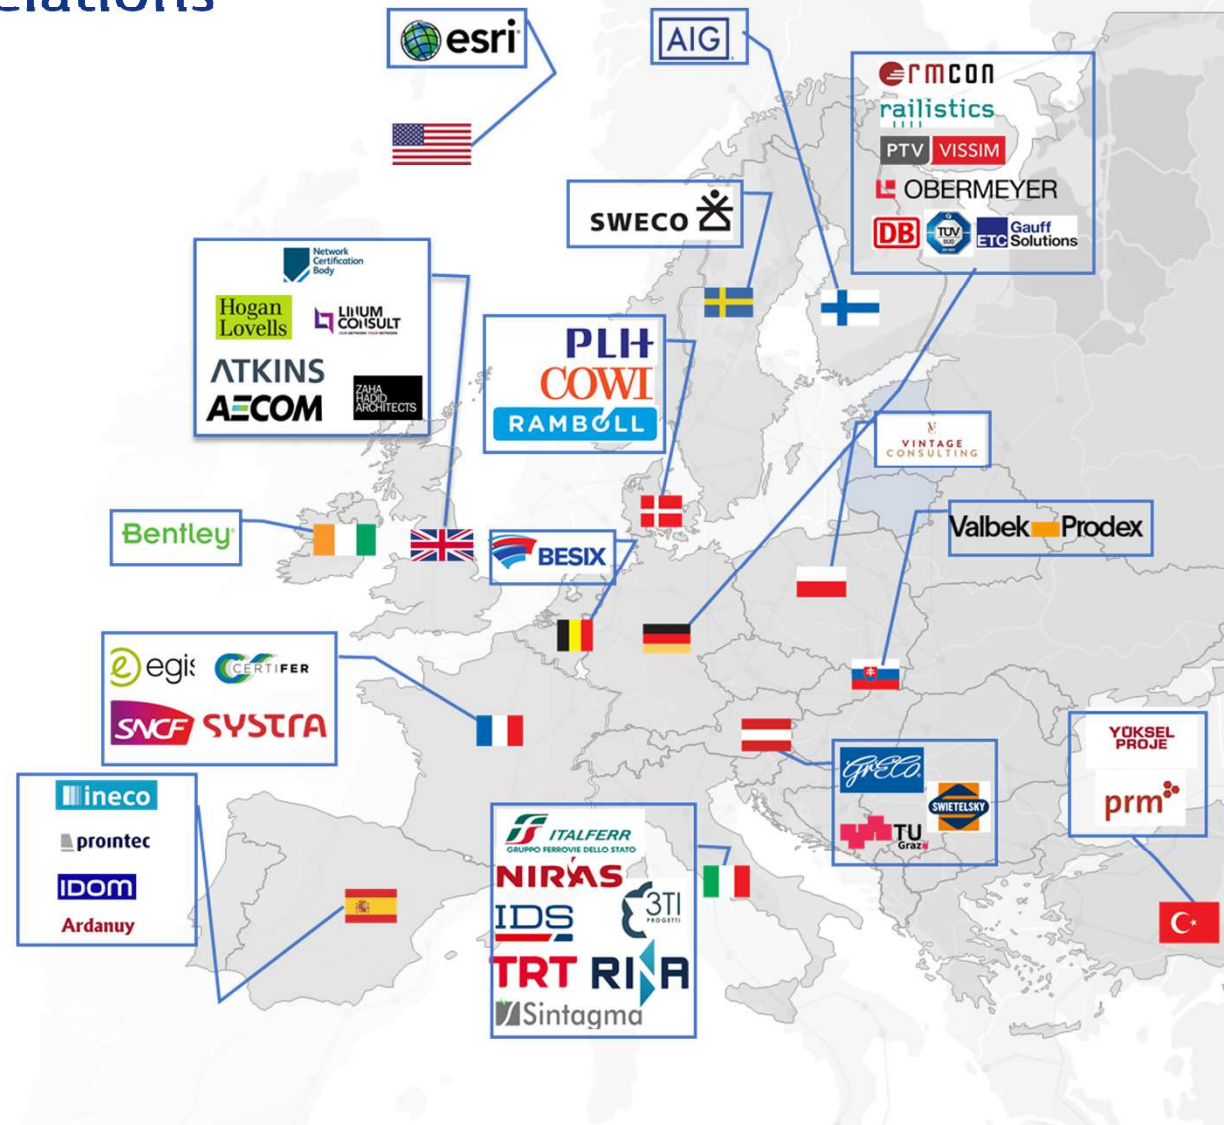 elations
esri
AIG
rmcon
railistics
PTV VISSIM
OBERMEYER
DB
TÜV
SÜD
ETC
Gauff
Solutions
SWECO
Network
Certification
Body
Hogan
Lovells
LINUM
CONSULT
ATKINS
AECOM
ZAHA
HADID
ARCHITECTS
PLH
COWI
RAMBOLL
VINTAGE
CONSULTING
Bentley
BESIX
Valbek Prodex
egis
CERTIFER
SNCF
SYSTRA
YÜKSEL
PROJE
prm
GrECo
SWIETELSKY
TU
Graz
ineco
prointec
IDOM
Ardanuy
ITALFERR
GRUPPO FERROVIE DELLO STATO
NIRAS
IDS
3TI
PROGETTI
TRT
RINA
Sintagma